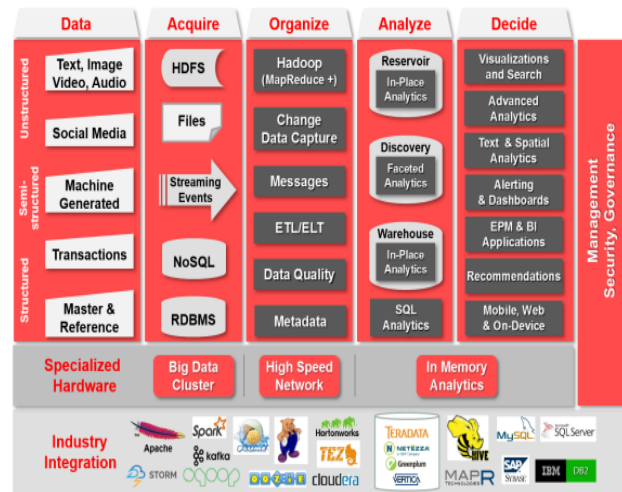 Data
Acquire
Organize
Analyze
Decide
Unstructured
Semi-
structured
Structured
Text, Image
Video, Audio
Social Media
Machine
Generated
Transactions
Master &
Reference
HDFS
Files
Streaming
Events
NoSQL
RDBMS
Hadoop
(MapReduce +)
Change
Data Capture
Messages
ETL/ELT
Data Quality
Metadata
Reservoir
In-Place
Analytics
Discovery
Faceted
Analytics
Warehouse
In-Place
Analytics
SQL
Analytics
Visualizations
and Search
Advanced
Analytics
Text & Spatial
Analytics
Alerting
& Dashboards
EPM & BI
Applications
Recommendations
Mobile, Web
& On-Device
Management
Security, Governance
Specialized
Hardware
Big Data
Cluster
High Speed
Network
In Memory
Analytics
Industry
Integration
Apache
Spark
FLUME
Hortonworks
STORM
kafka
sqoop
OOZIE
TEZ
cloudera
TERADATA
NETEZZA
Greenplum
VERTICA
HIVE
MAPR
TECHNOLOGIES
MySQL
SQL Server
SAP
SYBASE
IBM
DB2